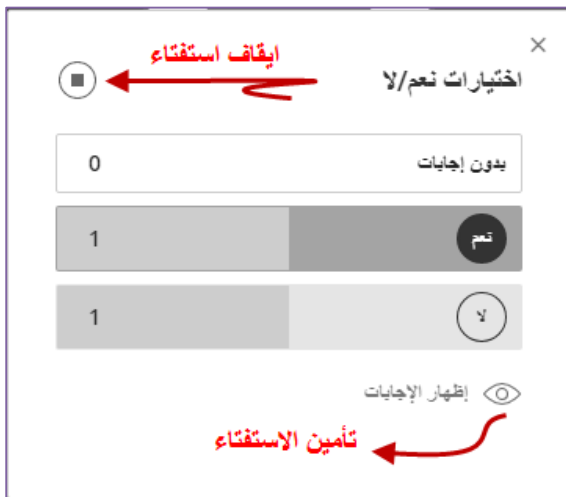 ايقاف استفتاء
اختيارات نعم/لا
بدون إجابات 0
نعم 1
لا 1
إظهار الإجابات
تأمين الاستفتاء